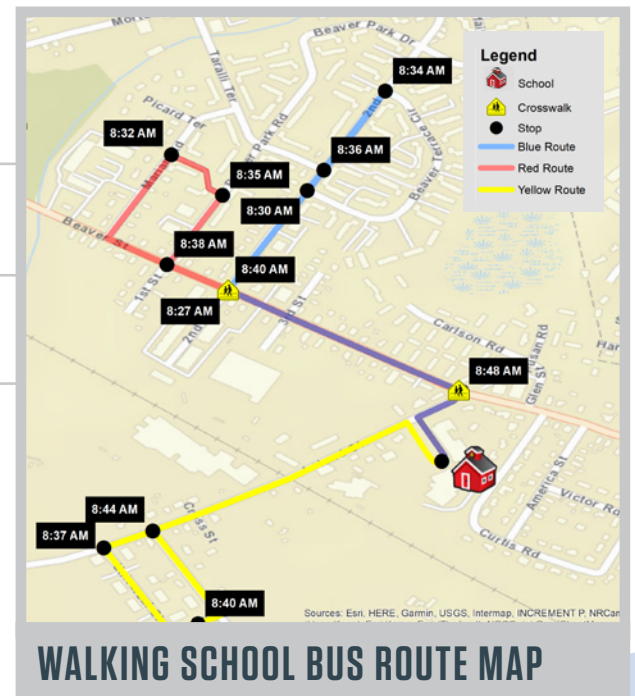 Beaver Park Dr
Taralli Ter
8:34 AM
2nd
Legend
School
Crosswalk
Stop
Blue Route
Red Route
Yellow Route
Picard Ter
8:32 AM
8:36 AM
Beaver Terrace Cir
8:35 AM
8:30 AM
Beaver St
8:38 AM
1st St
8:40 AM
8:27 AM
2nd
3rd St
Carlson Rd
8:48 AM
Glen St
America St
Victor Rd
Curtis Rd
8:44 AM
Cross St
8:37 AM
8:40 AM
Sources: Esri, HERE, Garmin, USGS, Intermap, INCREMENT P, NRCan
WALKING SCHOOL BUS ROUTE MAP